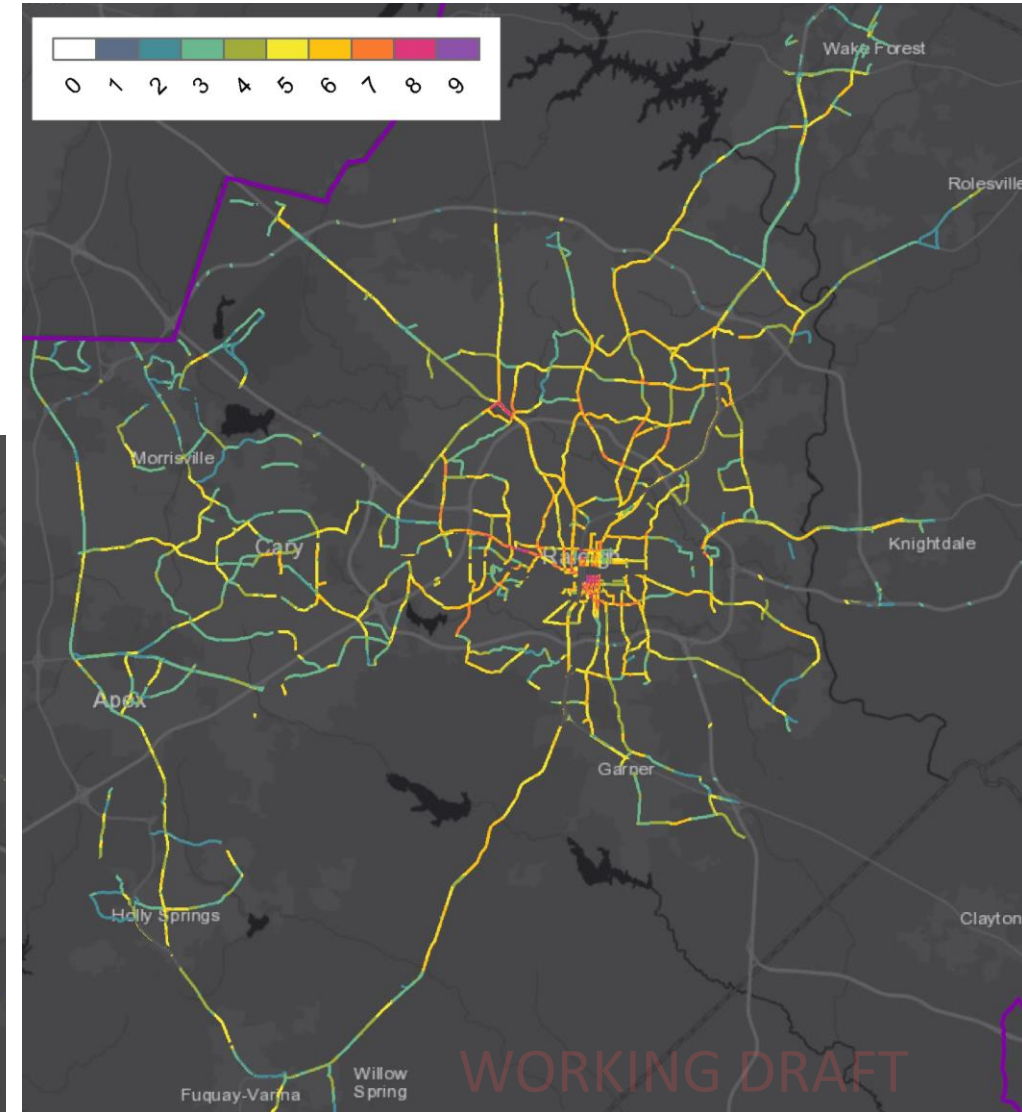 0 1 2 3 4 5 6 7 8 9
Wake Forest
Rolesville
Morrisville
Cary
Raleigh
Knightdale
Apex
Garner
Holly Springs
Clayton
WORKING DRAFT
Willow
Spring
Fuquay-Varina